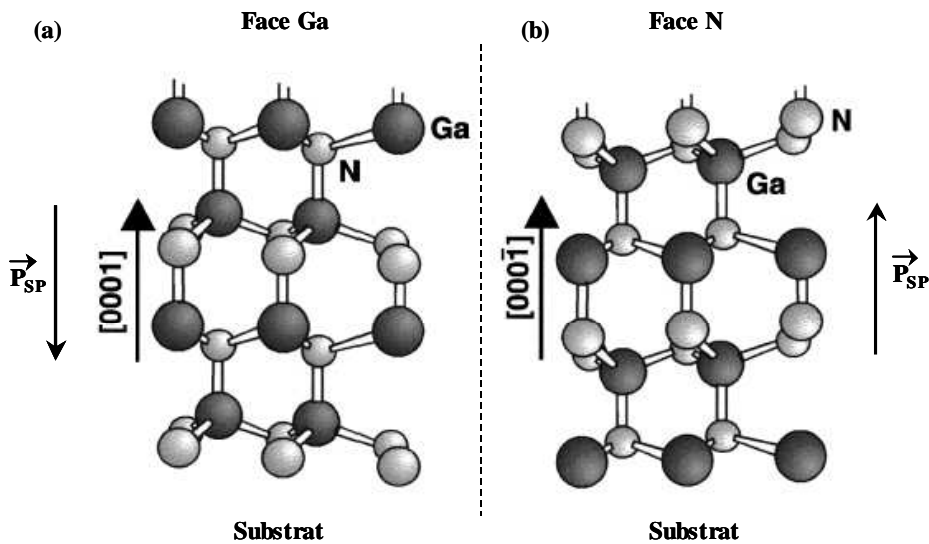 (a)
Face Ga
Ga
N
[0001]
P⃗SP
Substrat
(b)
Face N
N
Ga
[0001̄]
P⃗SP
Substrat